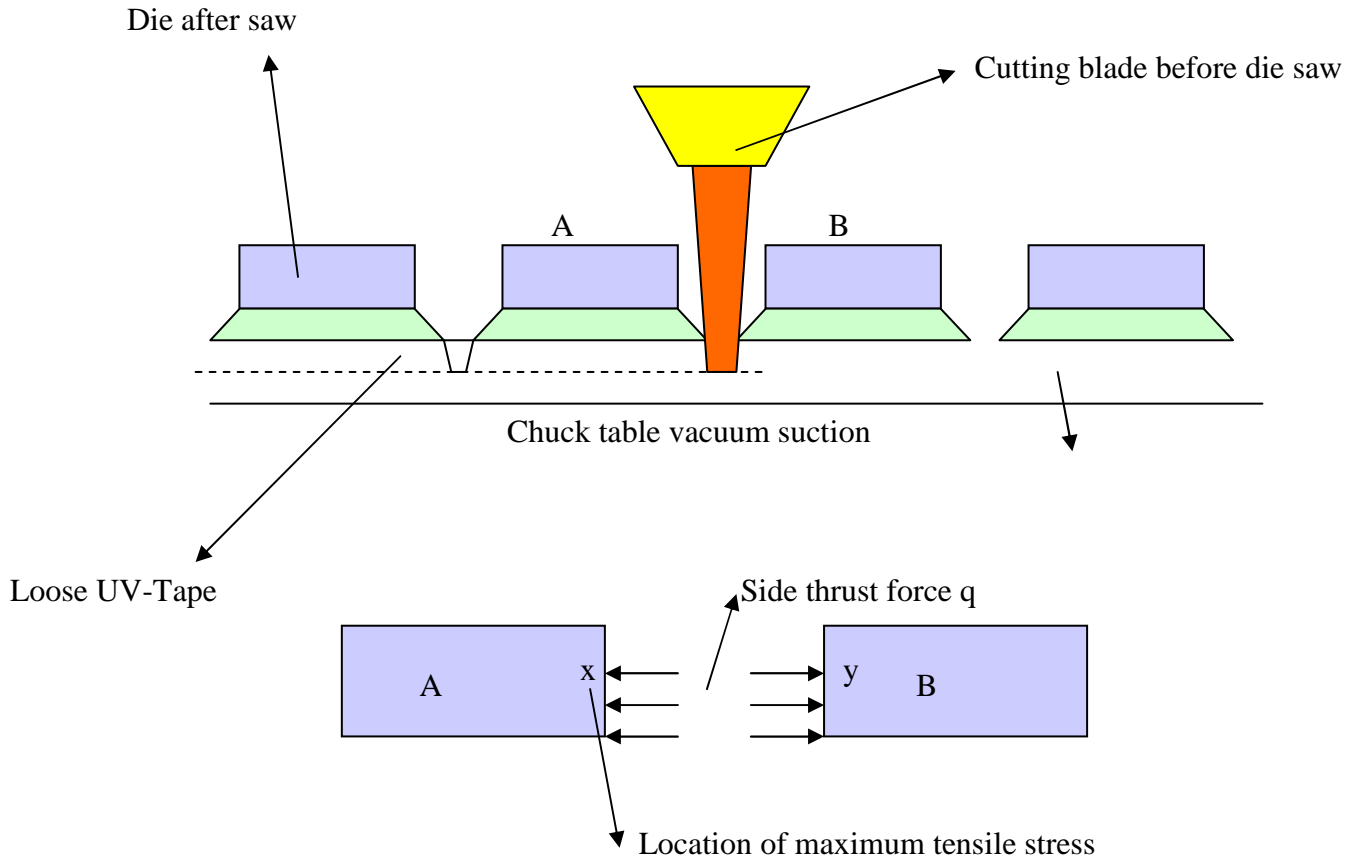 Die after saw
Cutting blade before die saw
A
B
Chuck table vacuum suction
Loose UV-Tape
Side thrust force q
A
x
y
B
Location of maximum tensile stress